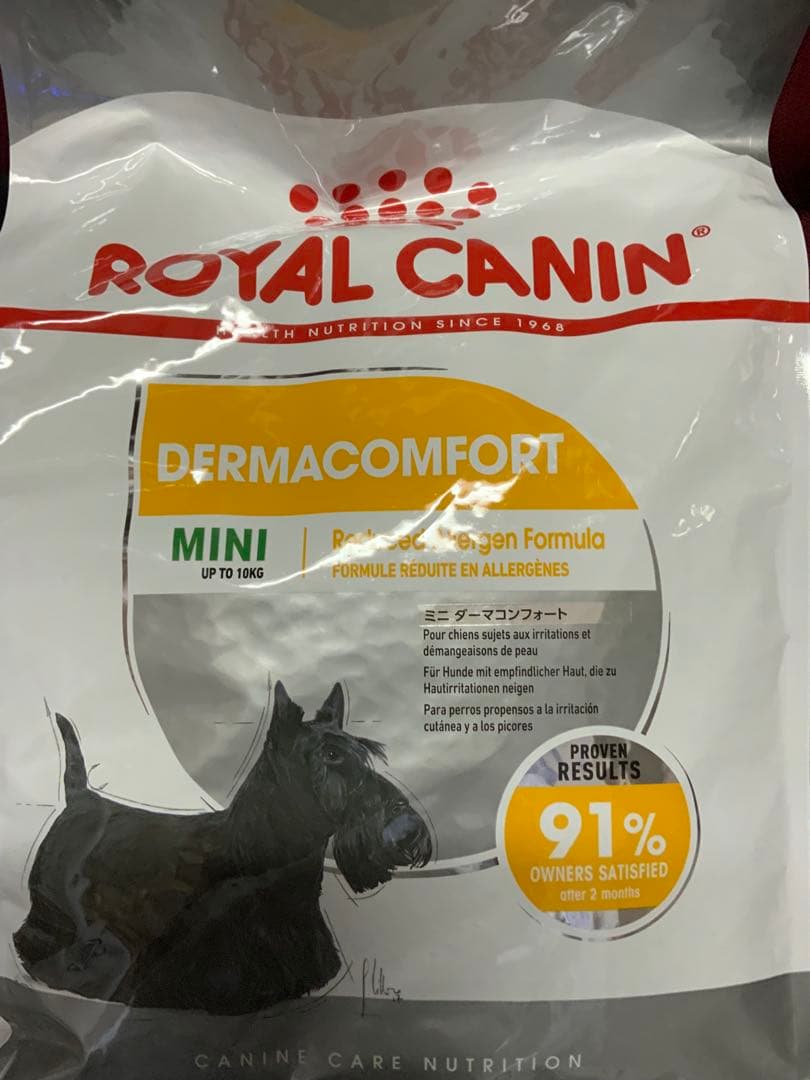 ROYAL CANIN®
HEALTH NUTRITION SINCE 1968
DERMACOMFORT
MINI
UP TO 10KG
Reduced Allergen Formula
FORMULE RÉDUITE EN ALLERGÈNES
ミニ ダーマコンフォート
Pour chiens sujets aux irritations et
démangeaisons de peau
Für Hunde mit empfindlicher Haut, die zu
Hautirritationen neigen
Para perros propensos a la irritación
cutánea y a los picores
PROVEN
RESULTS
91%
OWNERS SATISFIED
after 2 months
CANINE CARE NUTRITION